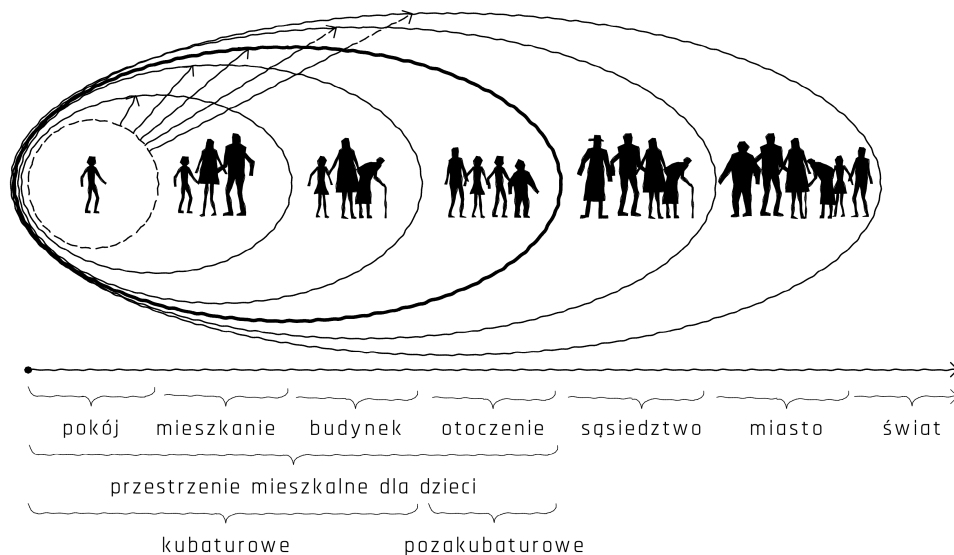 pokój mieszkanie budynek otoczenie sąsiedztwo miasto świat
przestrzenie mieszkalne dla dzieci
kubaturowe pozakubaturowe